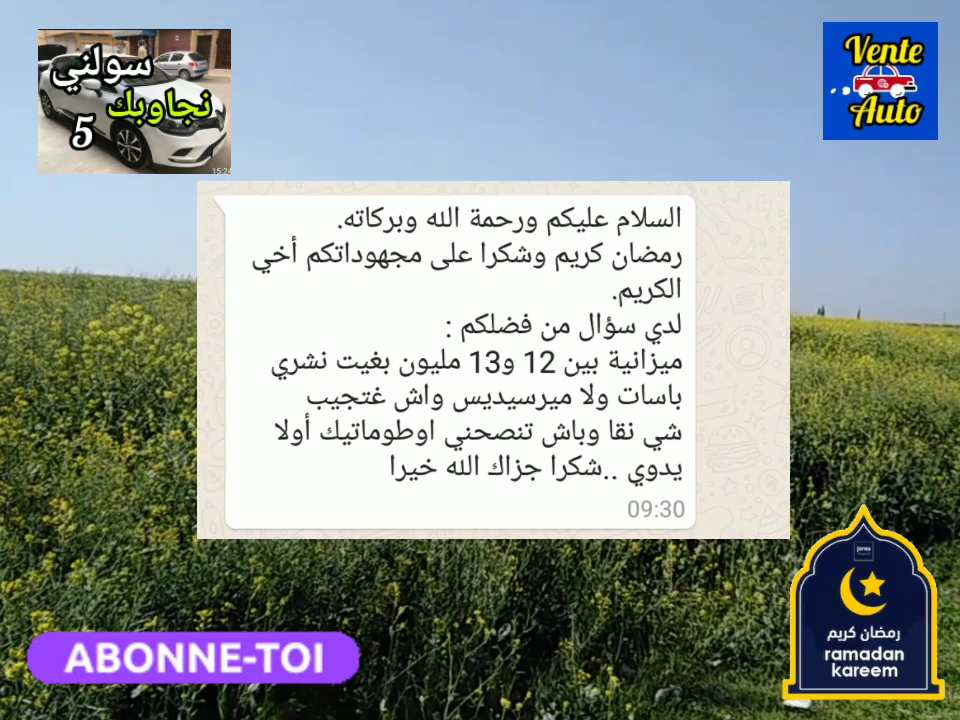 سولني
نجاوبك
5
15:24
Vente
Auto
السلام عليكم ورحمة الله وبركاته.
رمضان كريم وشكرا على مجهوداتكم أخي
الكريم.
لدي سؤال من فضلكم :
ميزانية بين 12 و13 مليون بغيت نشري
باسات ولا ميرسيديس واش غتجيب
شي نقا وباش تنصحني اوطوماتيك أولا
يدوي ..شكرا جزاك الله خيرا
09:30
jones
رمضان كريم
ramadan
kareem
ABONNE-TOI